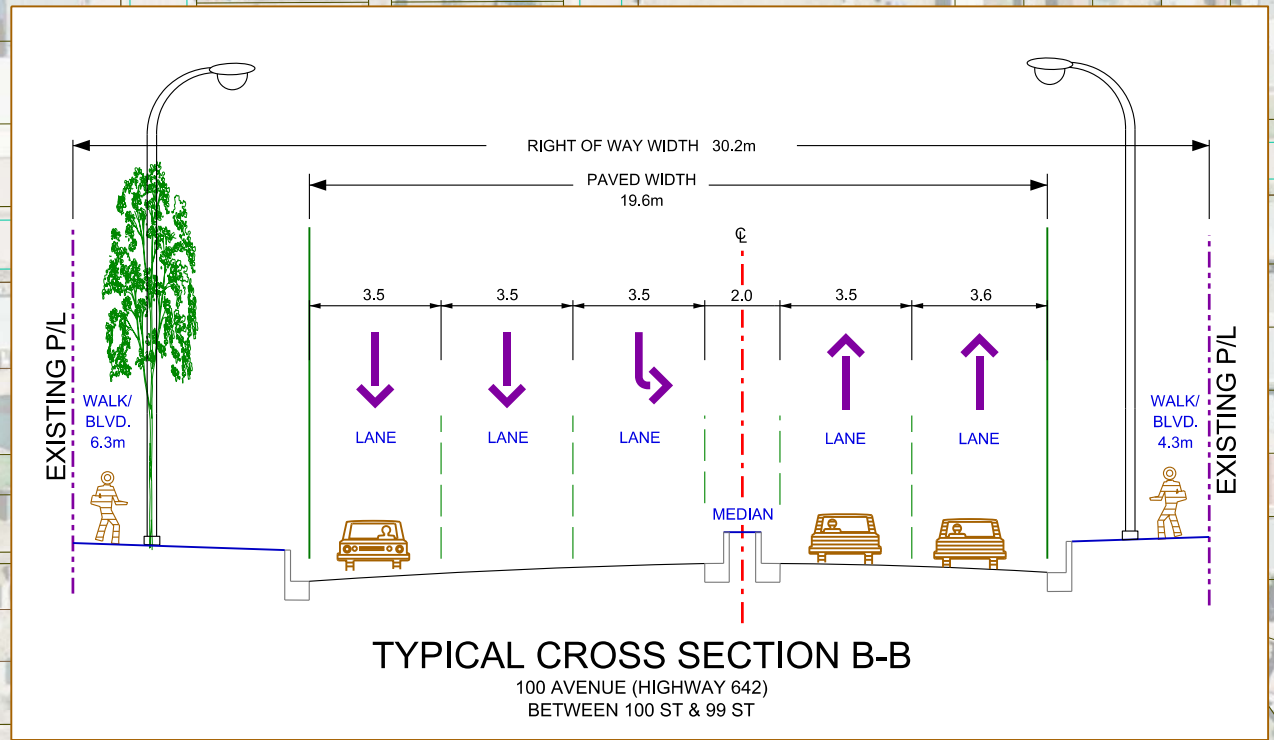 RIGHT OF WAY WIDTH 30.2m
PAVED WIDTH
19.6m
℄
3.5
3.5
3.5
2.0
3.5
3.6
EXISTING P/L
WALK/
BLVD.
6.3m
LANE
LANE
LANE
MEDIAN
LANE
LANE
WALK/
BLVD.
4.3m
EXISTING P/L
TYPICAL CROSS SECTION B-B
100 AVENUE (HIGHWAY 642)
BETWEEN 100 ST & 99 ST